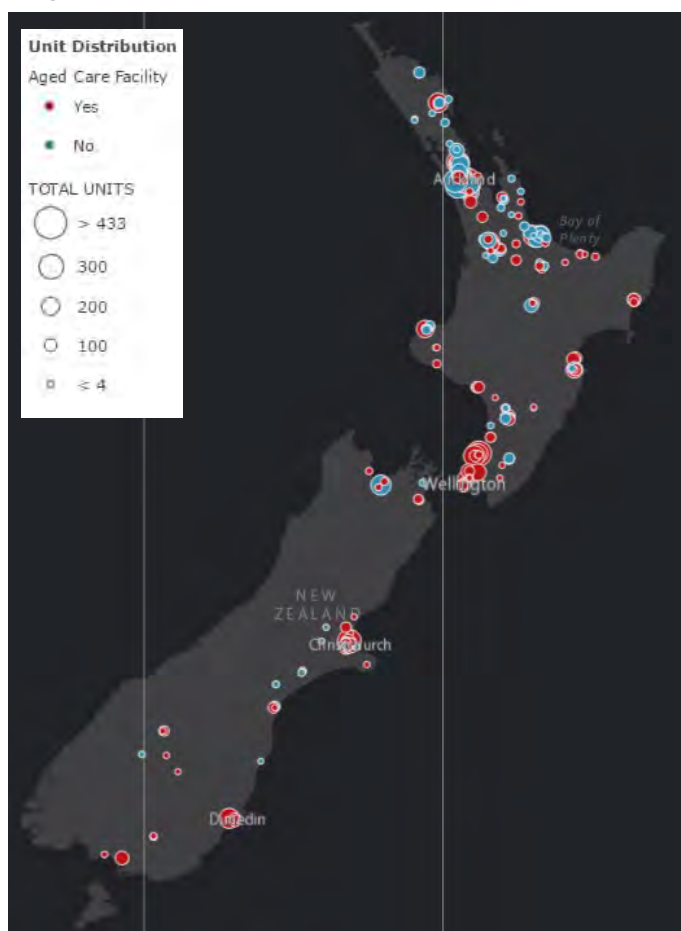 Unit Distribution
Aged Care Facility
Yes
No
TOTAL UNITS
> 433
300
200
100
≤ 4
Auckland
Bay of
Plenty
Wellington
NEW
ZEALAND
Christchurch
Dunedin